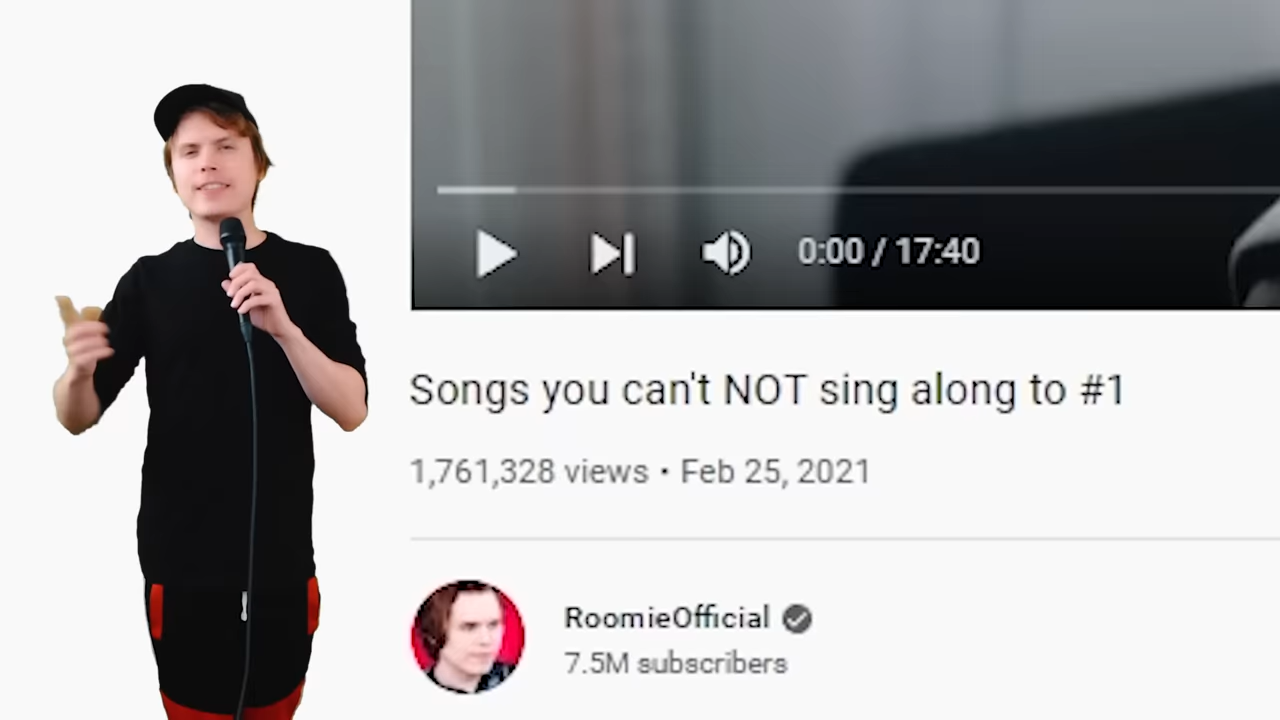 0:00 / 17:40
Songs you can't NOT sing along to #1
1,761,328 views • Feb 25, 2021
RoomieOfficial
7.5M subscribers